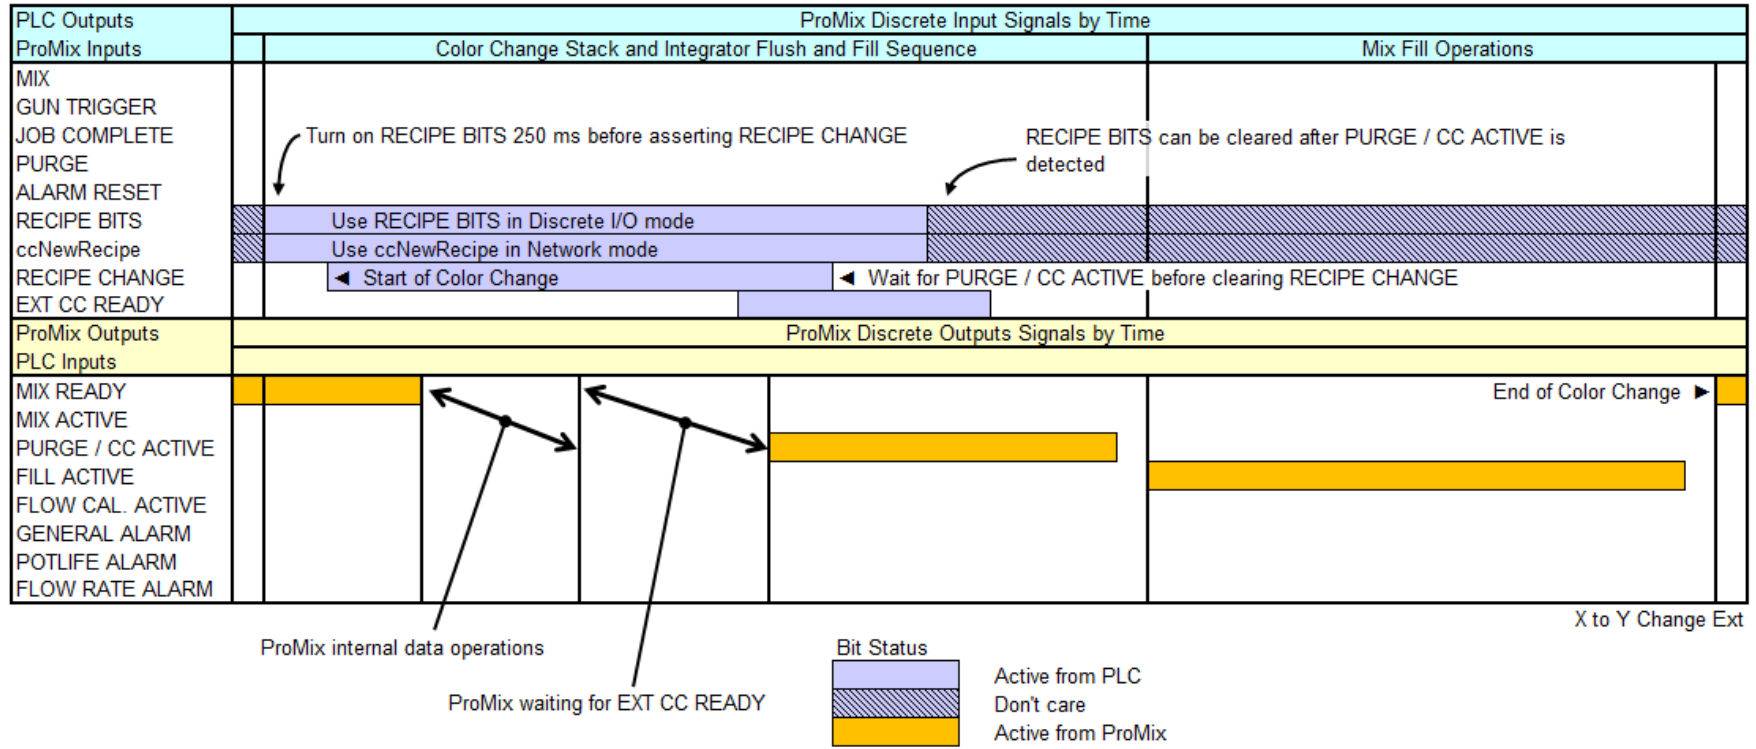 PLC Outputs
ProMix Discrete Input Signals by Time
ProMix Inputs
Color Change Stack and Integrator Flush and Fill Sequence
Mix Fill Operations
MIX
GUN TRIGGER
JOB COMPLETE
Turn on RECIPE BITS 250 ms before asserting RECIPE CHANGE
RECIPE BITS can be cleared after PURGE / CC ACTIVE is
detected
PURGE
ALARM RESET
RECIPE BITS
Use RECIPE BITS in Discrete I/O mode
ccNewRecipe
Use ccNewRecipe in Network mode
RECIPE CHANGE
◄ Start of Color Change
◄ Wait for PURGE / CC ACTIVE before clearing RECIPE CHANGE
EXT CC READY
ProMix Outputs
ProMix Discrete Outputs Signals by Time
PLC Inputs
MIX READY
End of Color Change ►
MIX ACTIVE
PURGE / CC ACTIVE
FILL ACTIVE
FLOW CAL. ACTIVE
GENERAL ALARM
POTLIFE ALARM
FLOW RATE ALARM
X to Y Change Ext
ProMix internal data operations
ProMix waiting for EXT CC READY
Bit Status
Active from PLC
Don't care
Active from ProMix